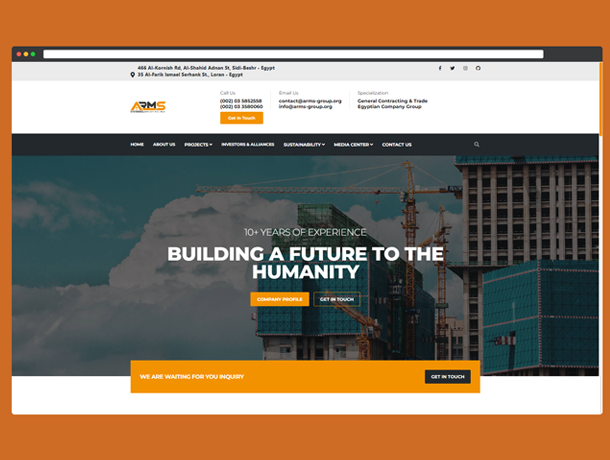 466 Al-Kornish Rd, Al-Shahid Adnan St, Sidi-Beshr - Egypt
35 Al-Farik Ismael Serhank St., Loran - Egypt
Call Us
(002) 03 5852558
(002) 03 3580060
Get in Touch
Email Us
contact@arms-group.org
info@arms-group.org
Specialization
General Contracting & Trade
Egyptian Company Group
ARMS
HOME ABOUT US PROJECTS INVESTORS & ALLIANCES SUSTAINABILITY MEDIA CENTER CONTACT US
10+ YEARS OF EXPERIENCE
BUILDING A FUTURE TO THE
HUMANITY
COMPANY PROFILE GET IN TOUCH
WE ARE WAITING FOR YOU INQUIRY
GET IN TOUCH